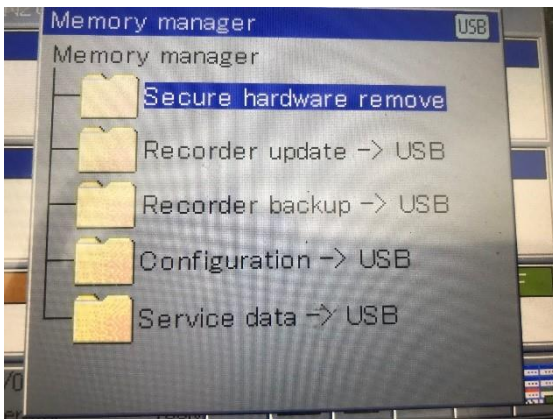 Memory manager USB
Memory manager
Secure hardware remove
Recorder update -> USB
Recorder backup -> USB
Configuration -> USB
Service data -> USB